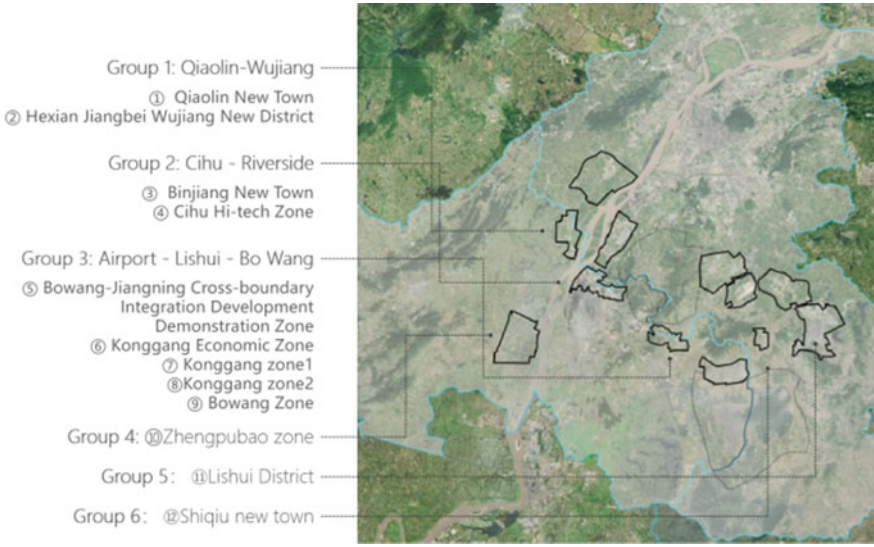 Group 1: Qiaolin-Wujiang
① Qiaolin New Town
② Hexian Jiangbei Wujiang New District
Group 2: Cihu - Riverside
③ Binjiang New Town
④ Cihu Hi-tech Zone
Group 3: Airport - Lishui - Bo Wang
⑤ Bowang-Jiangning Cross-boundary
Integration Development
Demonstration Zone
⑥ Konggang Economic Zone
⑦ Konggang zone1
⑧Konggang zone2
⑨ Bowang Zone
Group 4: ⑩Zhengpubao zone
Group 5: ⑪Lishui District
Group 6: ⑫Shiqiu new town